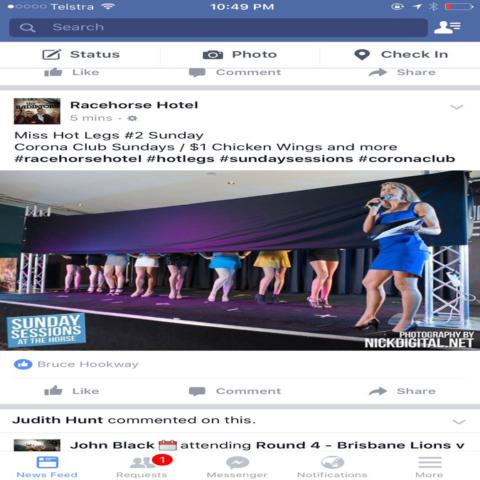 Telstra 10:49 PM
Search
Status Photo Check In
Like Comment Share
Racehorse Hotel
5 mins
Miss Hot Legs #2 Sunday
Corona Club Sundays / $1 Chicken Wings and more
#racehorsehotel #hotlegs #sundaysessions #coronaclub
SUNDAY
SESSIONS
AT THE HORSE
PHOTOGRAPHY BY
NICKDIGITAL.NET
Bruce Hookway
Like Comment Share
Judith Hunt commented on this.
John Black attending Round 4 - Brisbane Lions v
1
News Feed Requests Messenger Notifications More